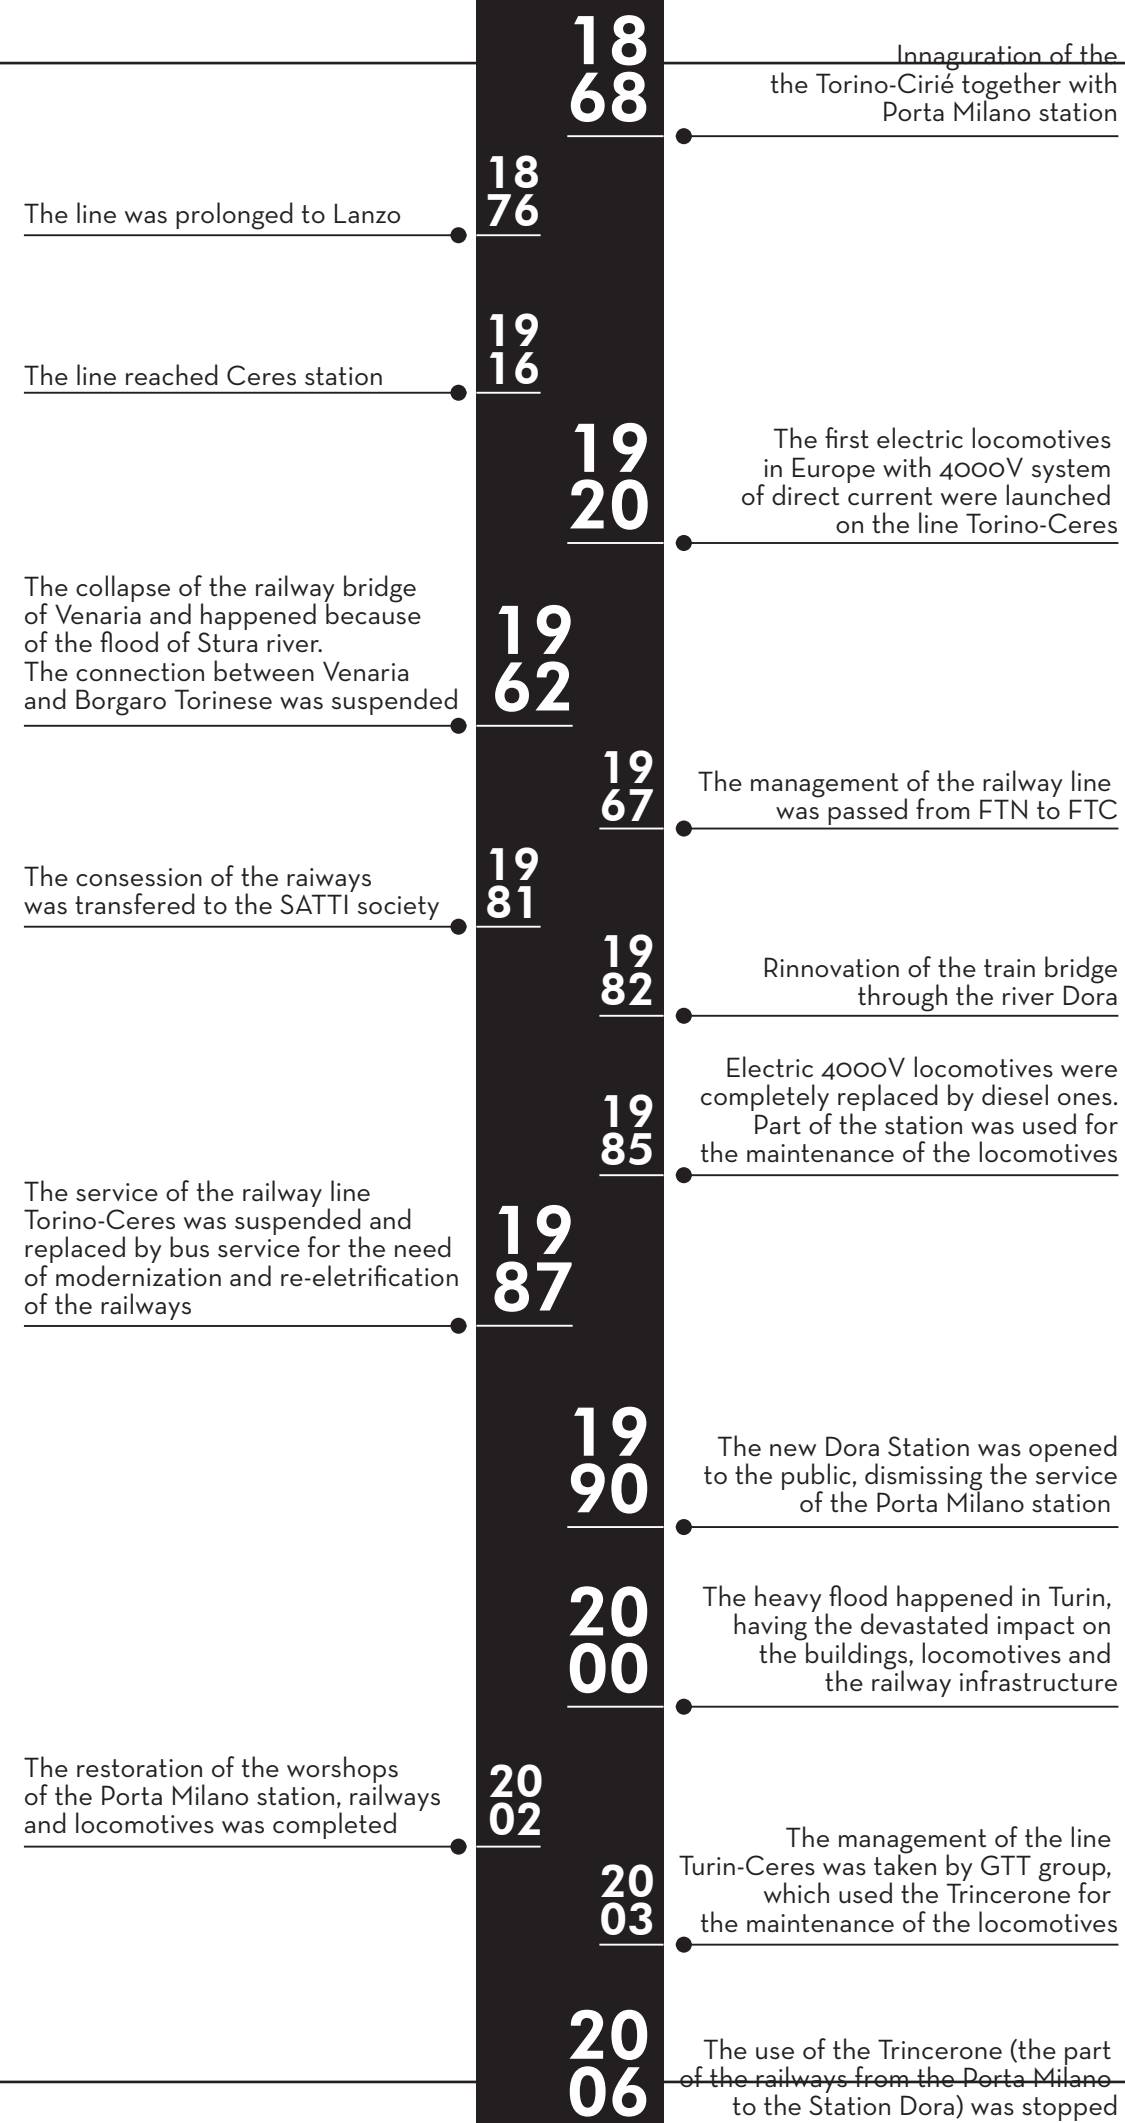 18
68
Innaguration of the
the Torino-Cirié together with
Porta Milano station
18
76
The line was prolonged to Lanzo
19
16
The line reached Ceres station
19
20
The first electric locomotives
in Europe with 4000V system
of direct current were launched
on the line Torino-Ceres
The collapse of the railway bridge
of Venaria and happened because
of the flood of Stura river.
The connection between Venaria
and Borgaro Torinese was suspended
19
62
19
67
The management of the railway line
was passed from FTN to FTC
19
81
The consession of the raiways
was transfered to the SATTI society
19
82
Rinnovation of the train bridge
through the river Dora
19
85
Electric 4000V locomotives were
completely replaced by diesel ones.
Part of the station was used for
the maintenance of the locomotives
The service of the railway line
Torino-Ceres was suspended and
replaced by bus service for the need
of modernization and re-eletrification
of the railways
19
87
19
90
The new Dora Station was opened
to the public, dismissing the service
of the Porta Milano station
20
00
The heavy flood happened in Turin,
having the devastated impact on
the buildings, locomotives and
the railway infrastructure
The restoration of the worshops
of the Porta Milano station, railways
and locomotives was completed
20
02
20
03
The management of the line
Turin-Ceres was taken by GTT group,
which used the Trincerone for
the maintenance of the locomotives
20
06
The use of the Trincerone (the part
of the railways from the Porta Milano
to the Station Dora) was stopped